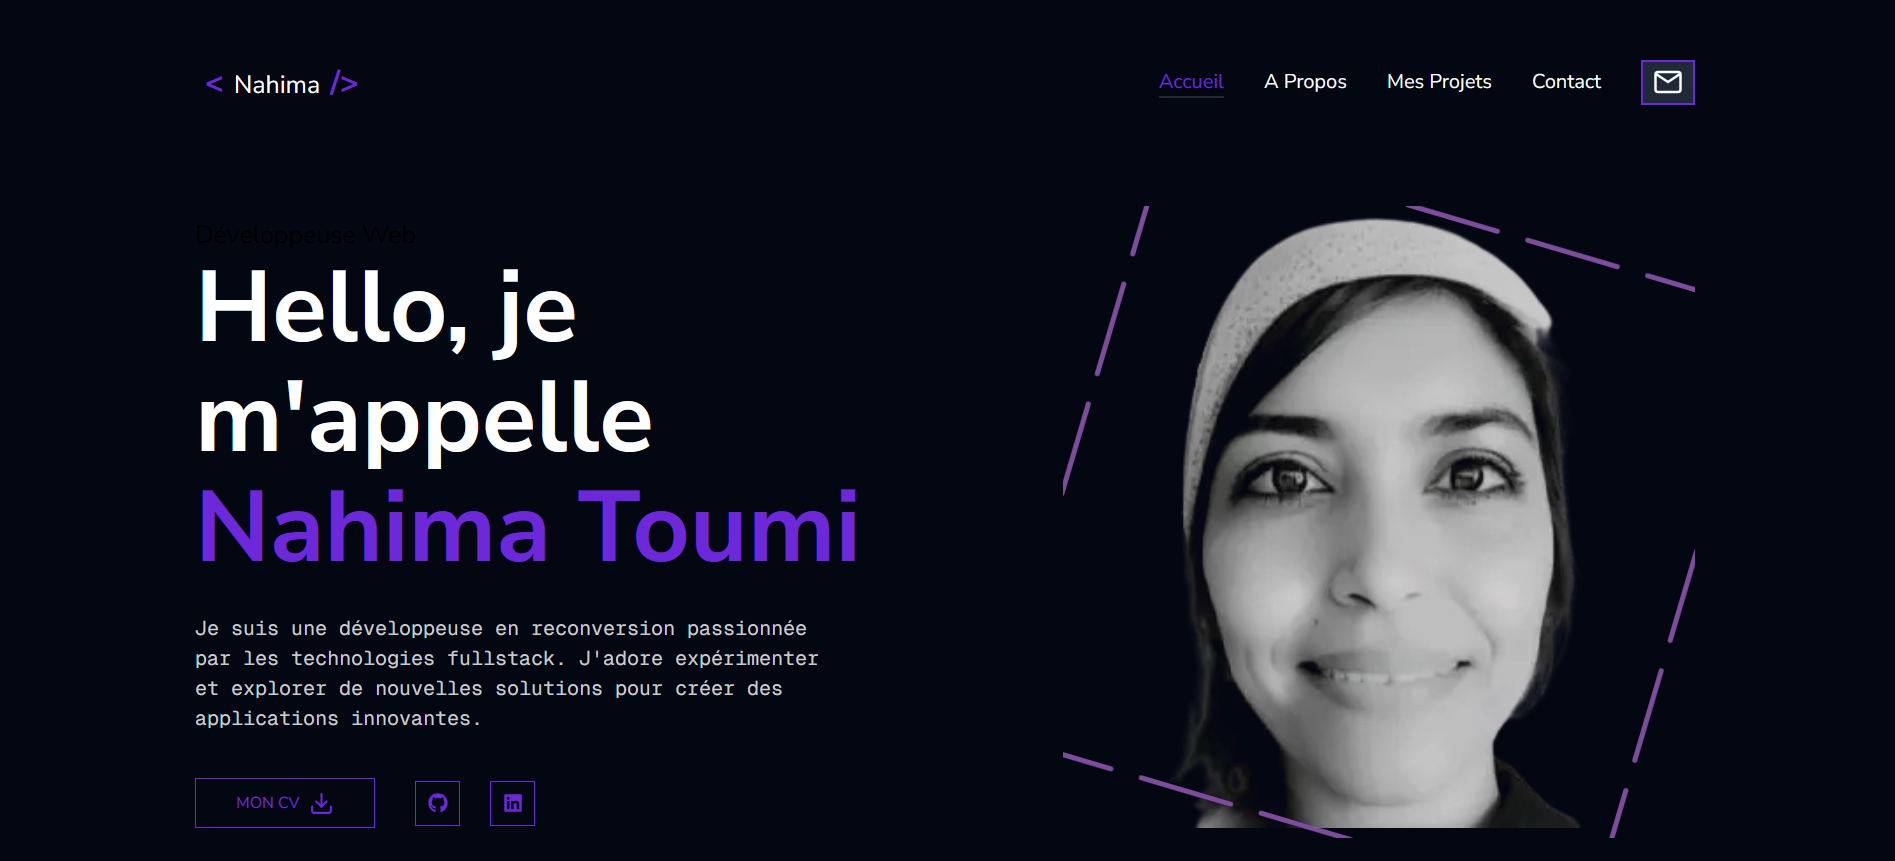 < Nahima />
Accueil
A Propos
Mes Projets
Contact
Développeuse Web
Hello, je
m'appelle
Nahima Toumi
Je suis une développeuse en reconversion passionnée
par les technologies fullstack. J'adore expérimenter
et explorer de nouvelles solutions pour créer des
applications innovantes.
MON CV
in